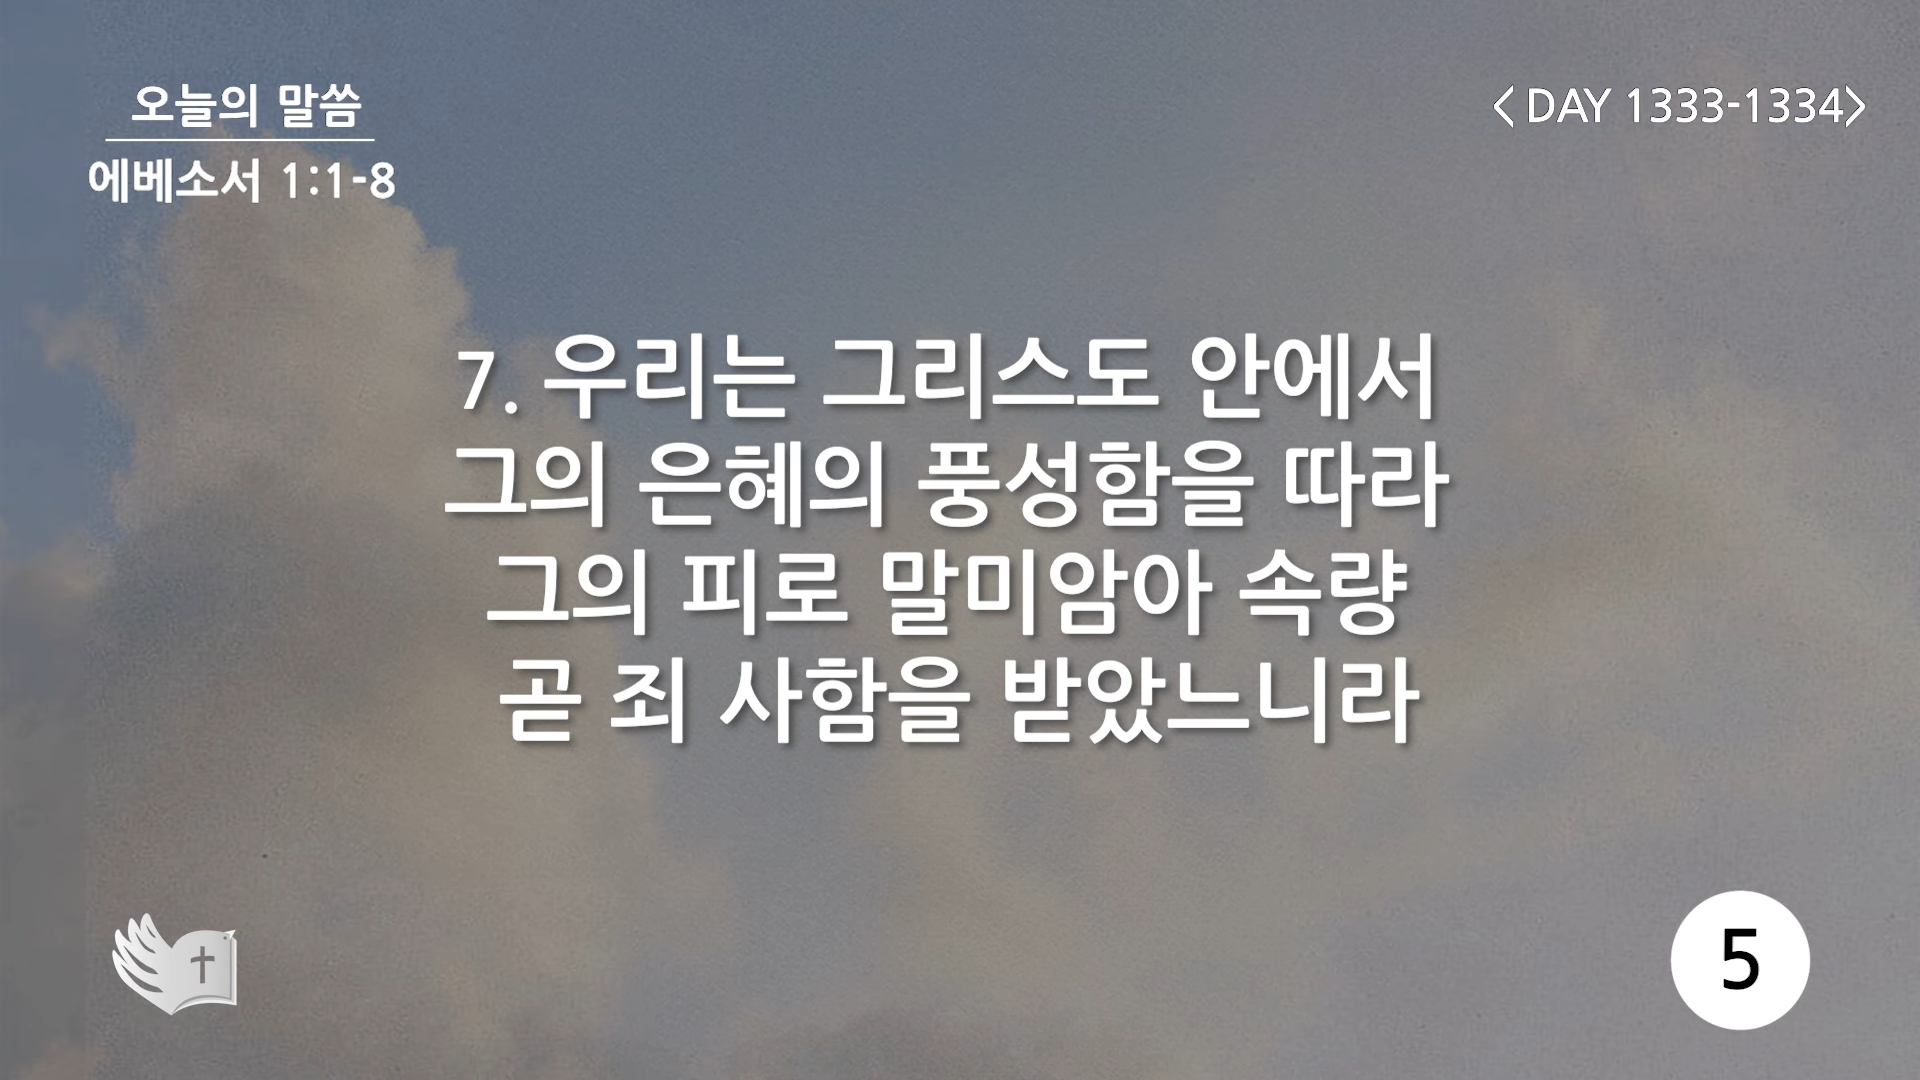 오늘의 말씀
에베소서 1:1-8
< DAY 1333-1334>
7. 우리는 그리스도 안에서
그의 은혜의 풍성함을 따라
그의 피로 말미암아 속량
곧 죄 사함을 받았느니라
5